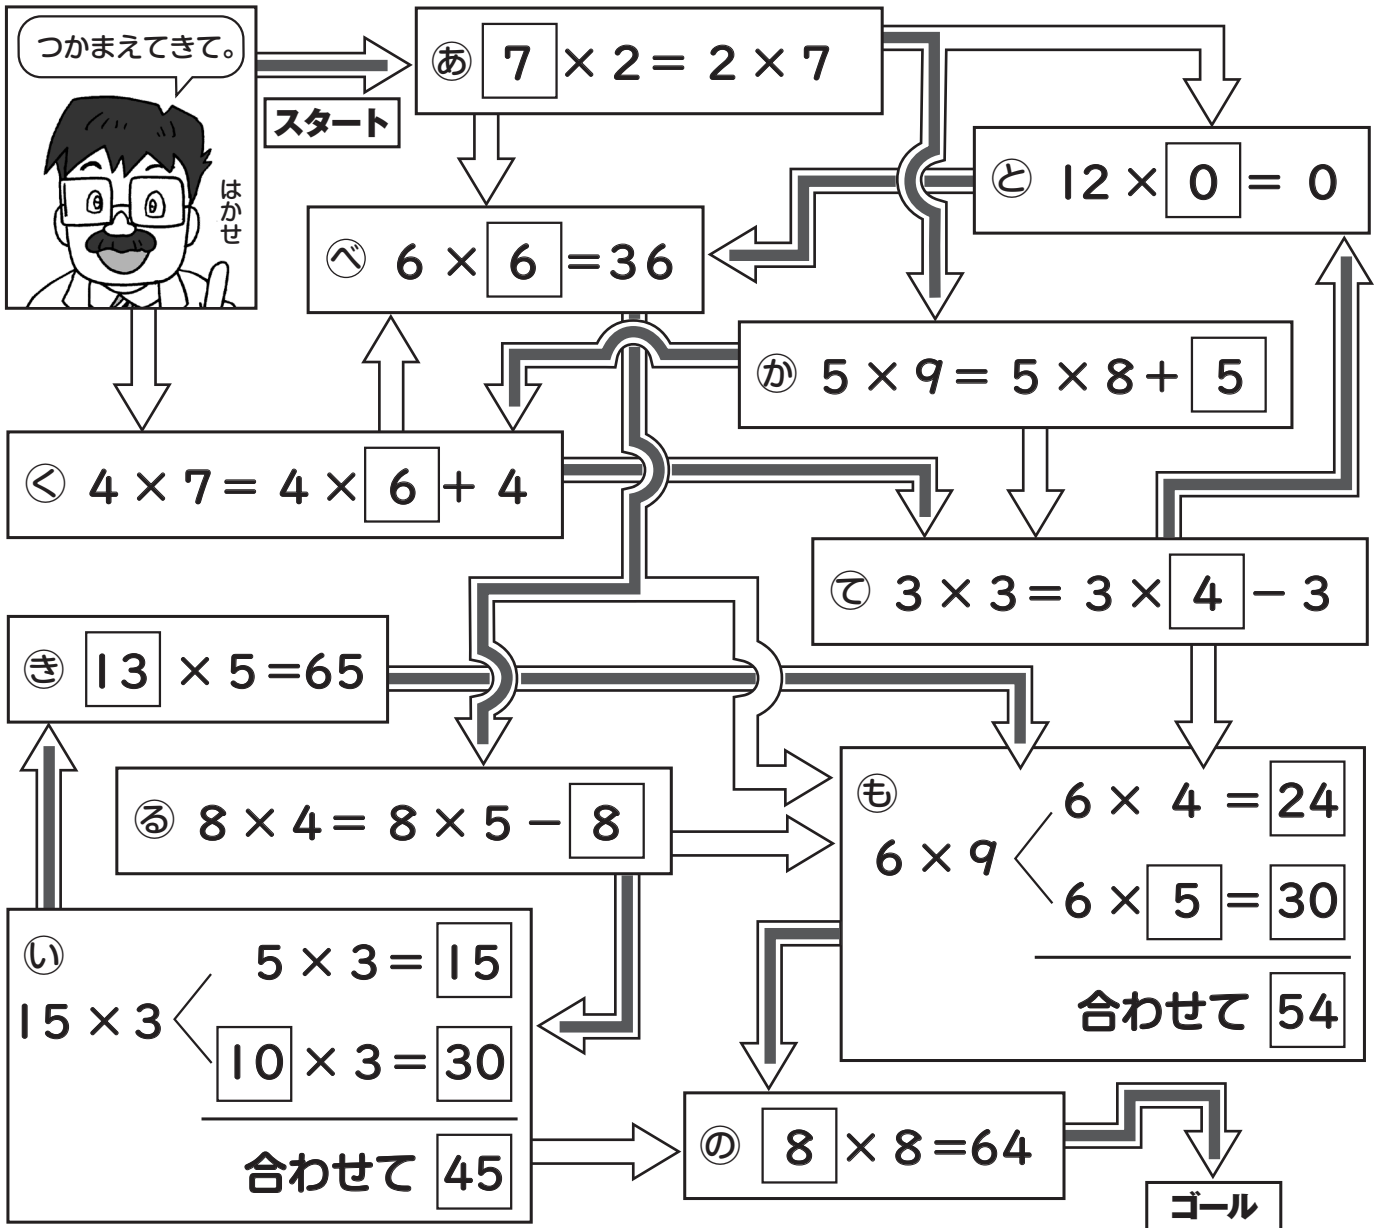 つかまえてきて。
はかせ
スタート
あ 7 × 2 = 2 × 7
と 12 × 0 = 0
べ 6 × 6 = 36
か 5 × 9 = 5 × 8 + 5
く 4 × 7 = 4 × 6 + 4
て 3 × 3 = 3 × 4 − 3
き 13 × 5 = 65
る 8 × 4 = 8 × 5 − 8
も
6 × 9
6 × 4 = 24
6 × 5 = 30
合わせて 54
い
15 × 3
5 × 3 = 15
10 × 3 = 30
合わせて 45
の 8 × 8 = 64
ゴール